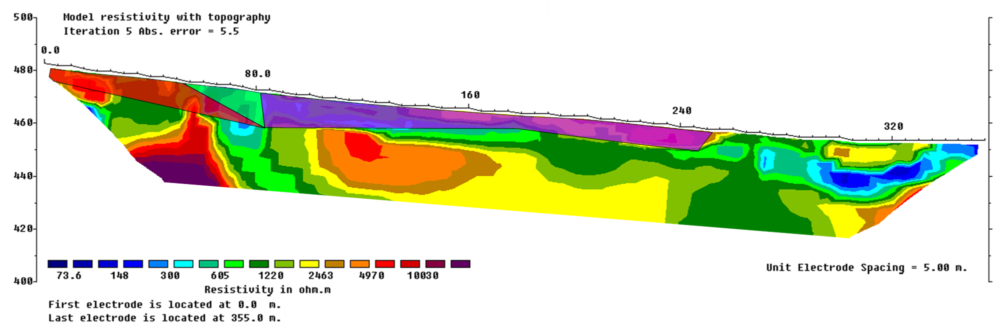 Model resistivity with topography
Iteration 5 Abs. error = 5.5
500
480
460
440
420
400
0.0
80.0
160
240
320
73.6 148 300 605 1220 2463 4970 10030
Resistivity in ohm.m
Unit Electrode Spacing = 5.00 m.
First electrode is located at 0.0 m.
Last electrode is located at 355.0 m.